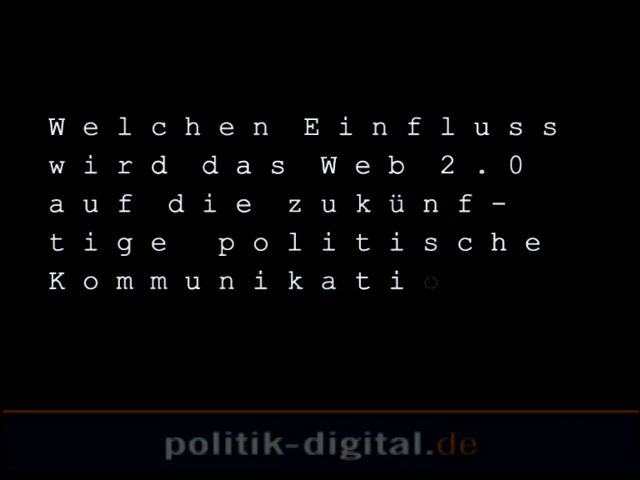 Welchen Einfluss
wird das Web 2.0
auf die zukünf-
tige politische
Kommunikatio
politik-digital.de